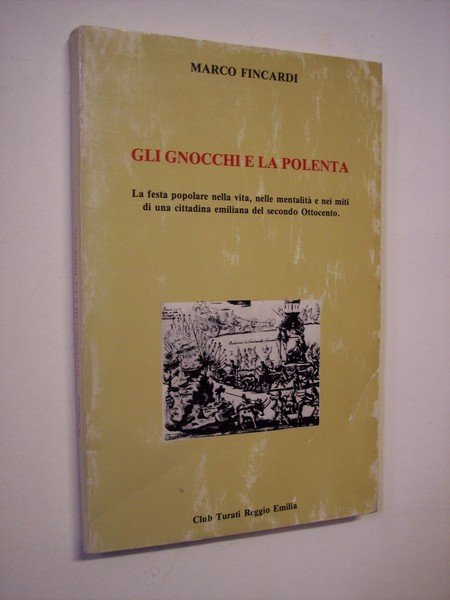 MARCO FINCARDI
GLI GNOCCHI E LA POLENTA
La festa popolare nella vita, nelle mentalità e nei miti
di una cittadina emiliana del secondo Ottocento.
Club Turati Reggio Emilia